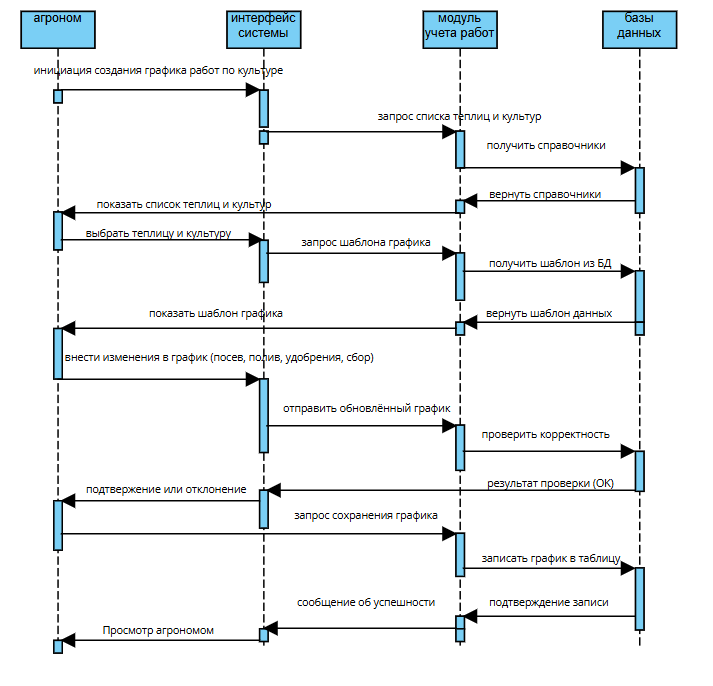 агроном
интерфейс
системы
модуль
учета работ
базы
данных
инициация создания графика работ по культуре
запрос списка теплиц и культур
получить справочники
вернуть справочники
показать список теплиц и культур
выбрать теплицу и культуру
запрос шаблона графика
получить шаблон из БД
вернуть шаблон данных
показать шаблон графика
внести изменения в график (посев, полив, удобрения, сбор)
отправить обновлённый график
проверить корректность
результат проверки (ОК)
подтвержение или отклонение
запрос сохранения графика
записать график в таблицу
подтверждение записи
сообщение об успешности
Просмотр агрономом